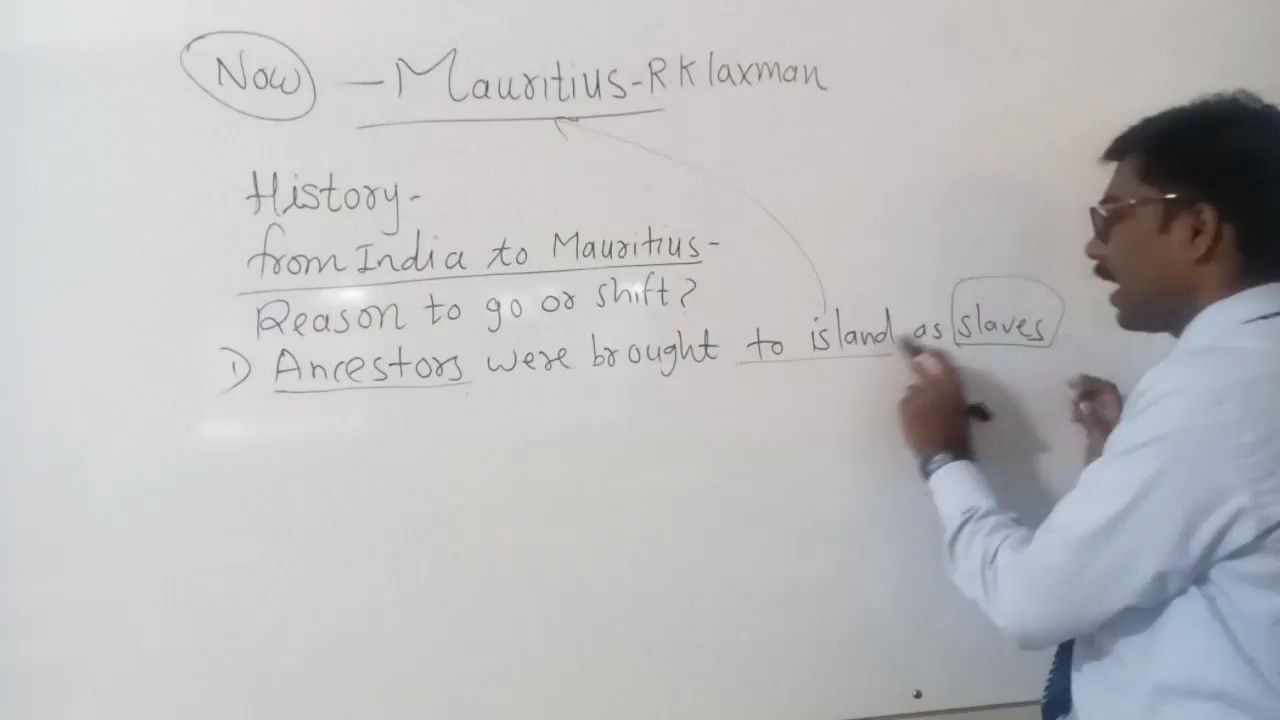 Now - Mauritius - R K laxman
History -
from India to Mauritius -
Reason to go or shift?
1) Ancestors were brought to island as slaves